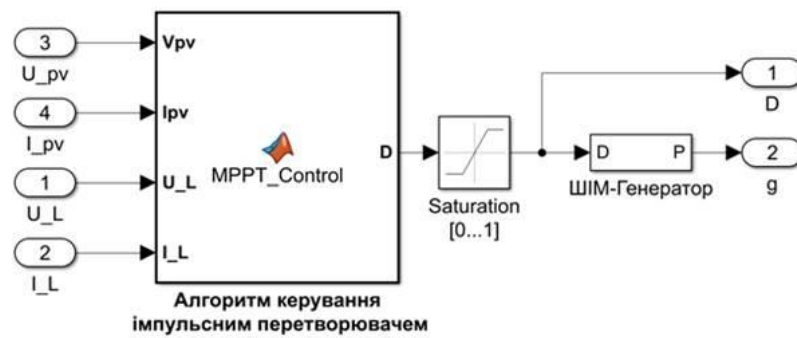 3
U_pv
4
I_pv
1
U_L
2
I_L
Vpv
Ipv
U_L
I_L
MPPT_Control
D
Алгоритм керування
імпульсним перетворювачем
Saturation
[0...1]
D P
ШІМ-Генератор
1
D
2
g